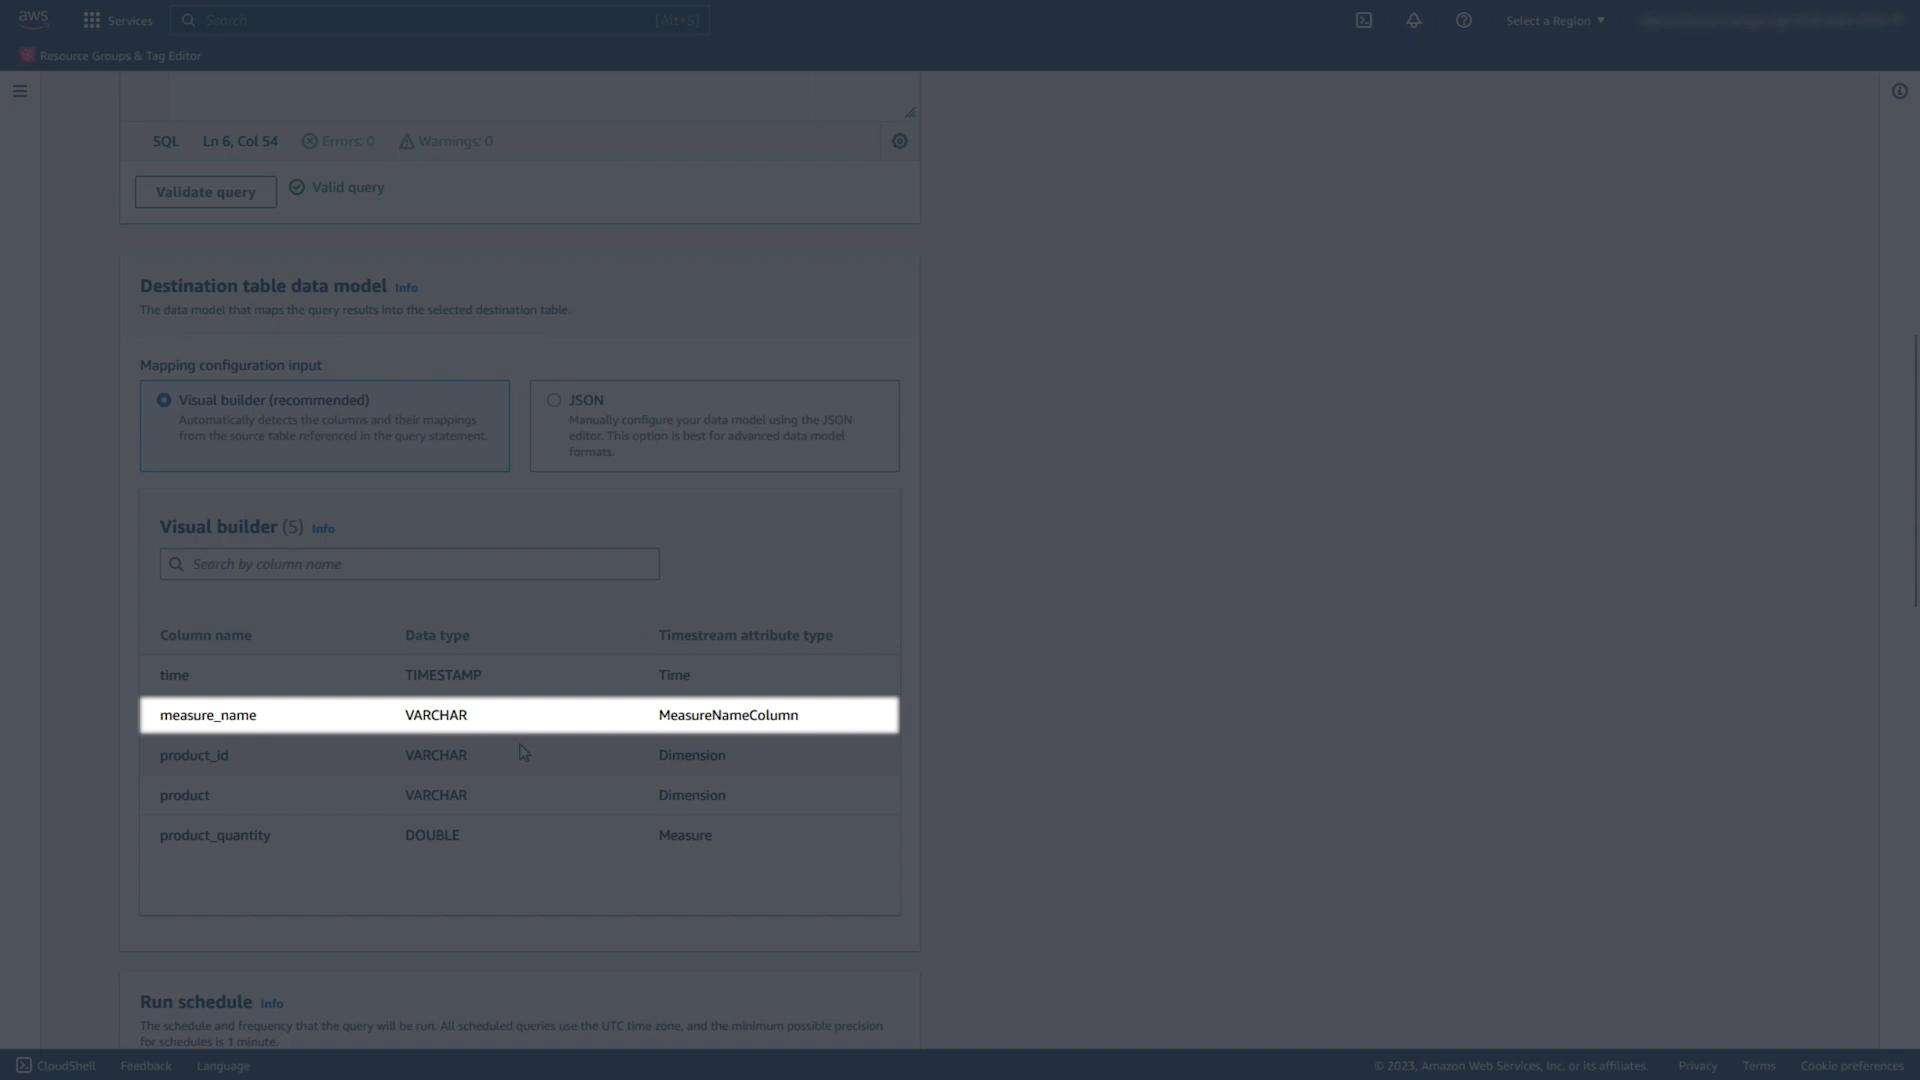 aws
Services
Search
[Alt+S]
Select a Region
Resource Groups & Tag Editor
SQL
Ln 6, Col 54
Errors: 0
Warnings: 0
Validate query
Valid query
Destination table data model Info
The data model that maps the query results into the selected destination table.
Mapping configuration input
Visual builder (recommended)
Automatically detects the columns and their mappings
from the source table referenced in the query statement.
JSON
Manually configure your data model using the JSON
editor. This option is best for advanced data model
formats.
Visual builder (5) Info
Search by column name
Column name Data type Timestream attribute type
time TIMESTAMP Time
measure_name VARCHAR MeasureNameColumn
product_id VARCHAR Dimension
product VARCHAR Dimension
product_quantity DOUBLE Measure
Run schedule Info
The schedule and frequency that the query will be run. All scheduled queries use the UTC time zone, and the minimum possible precision
for schedules is 1 minute.
CloudShell Feedback Language
© 2023, Amazon Web Services, Inc. or its affiliates. Privacy Terms Cookie preferences